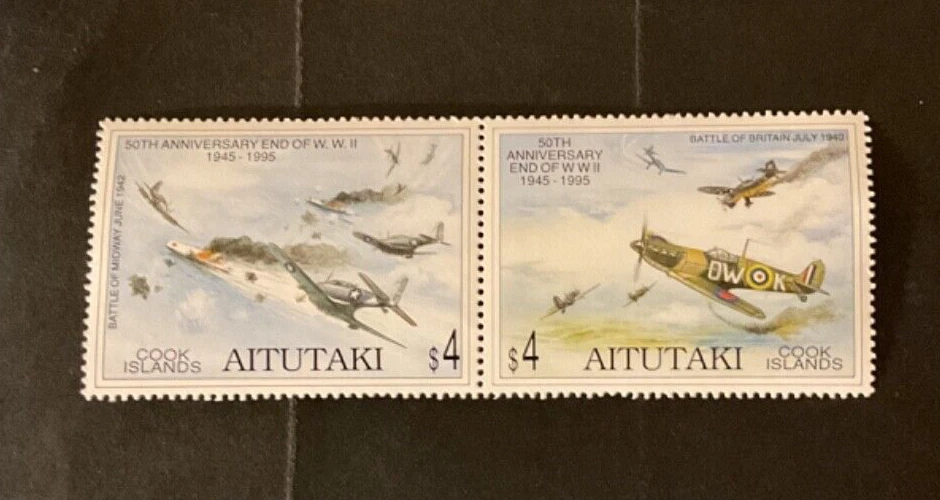 50TH ANNIVERSARY END OF W. W. II
1945 - 1995
BATTLE OF MIDWAY JUNE 1942
COOK
ISLANDS
AITUTAKI
$4
50TH
ANNIVERSARY
END OF W W II
1945 - 1995
BATTLE OF BRITAIN JULY 1940
DW K
$4
AITUTAKI
COOK
ISLANDS